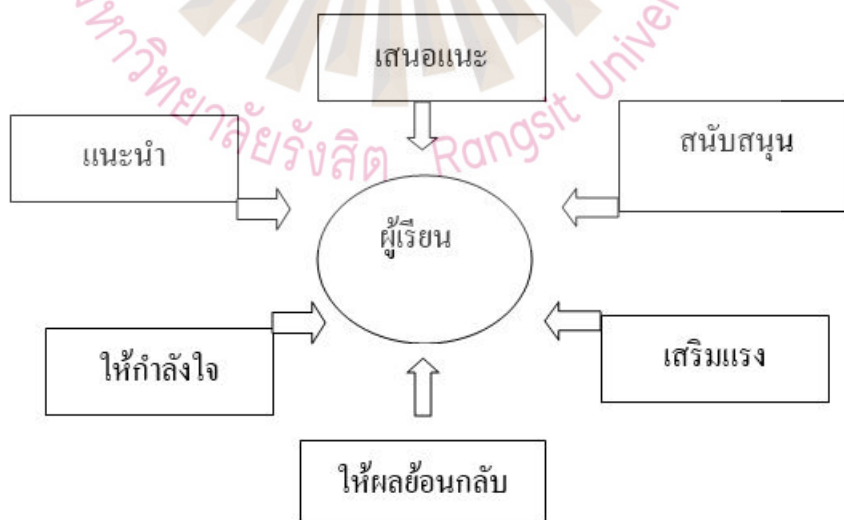 เสนอแนะ
แนะนำ
สนับสนุน
มหาวิทยาลัยรังสิต Rangsit Univer
ผู้เรียน
ให้กำลังใจ
เสริมแรง
ให้ผลย้อนกลับ